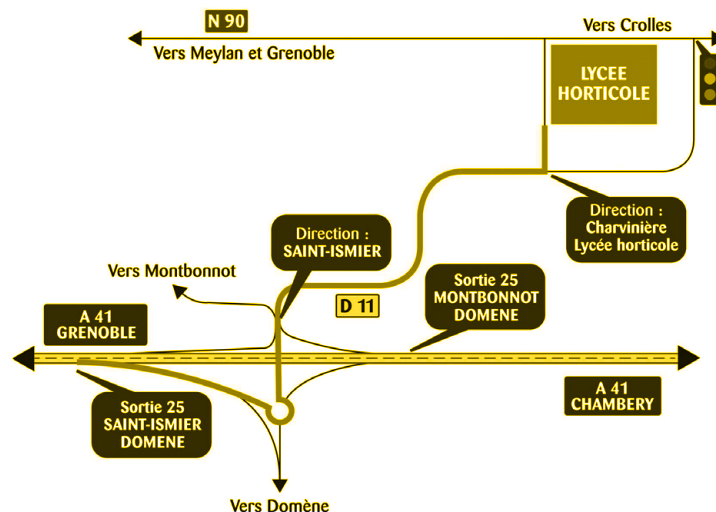 N 90
Vers Crolles
Vers Meylan et Grenoble
LYCEE
HORTICOLE
Direction :
Charvinière
Lycée horticole
Direction :
SAINT-ISMIER
Vers Montbonnot
Sortie 25
MONTBONNOT
DOMENE
D 11
A 41
GRENOBLE
A 41
CHAMBERY
Sortie 25
SAINT-ISMIER
DOMENE
Vers Domène